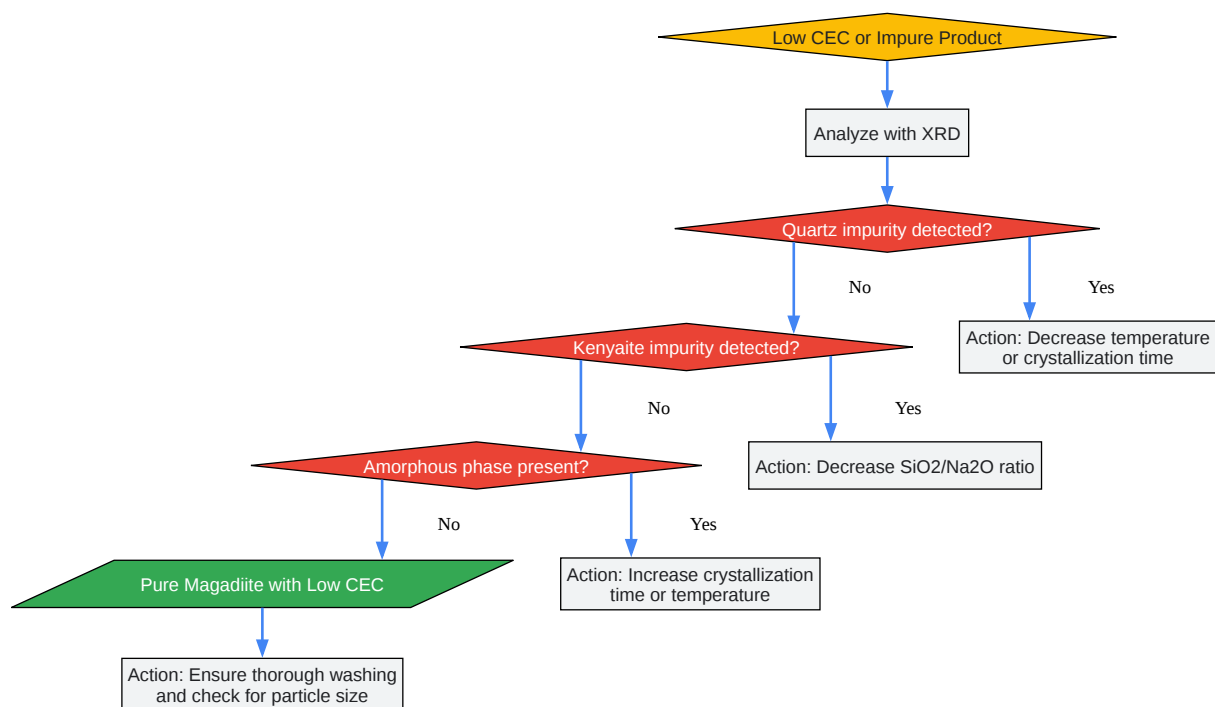 Low CEC or Impure Product
Analyze with XRD
Quartz impurity detected?
No
Yes
Action: Decrease temperature
or crystallization time
Kenyaite impurity detected?
No
Yes
Action: Decrease SiO2/Na2O ratio
Amorphous phase present?
No
Yes
Action: Increase crystallization
time or temperature
Pure Magadiite with Low CEC
Action: Ensure thorough washing
and check for particle size